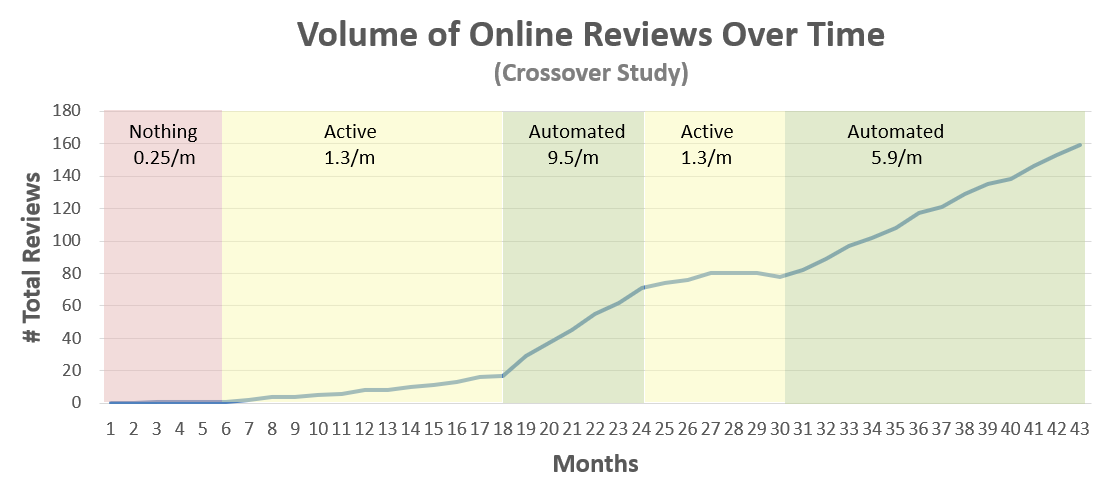 Volume of Online Reviews Over Time
(Crossover Study)
# Total Reviews
180
160
140
120
100
80
60
40
20
0
Nothing
0.25/m
Active
1.3/m
Automated
9.5/m
Active
1.3/m
Automated
5.9/m
1 2 3 4 5 6 7 8 9 10 11 12 13 14 15 16 17 18 19 20 21 22 23 24 25 26 27 28 29 30 31 32 33 34 35 36 37 38 39 40 41 42 43
Months